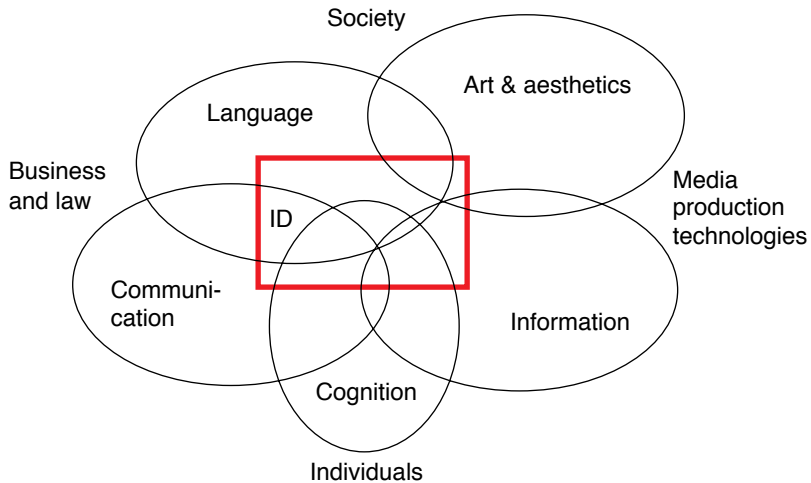 Society
Art & aesthetics
Language
Business
and law
Media
production
technologies
ID
Communi-
cation
Information
Cognition
Individuals